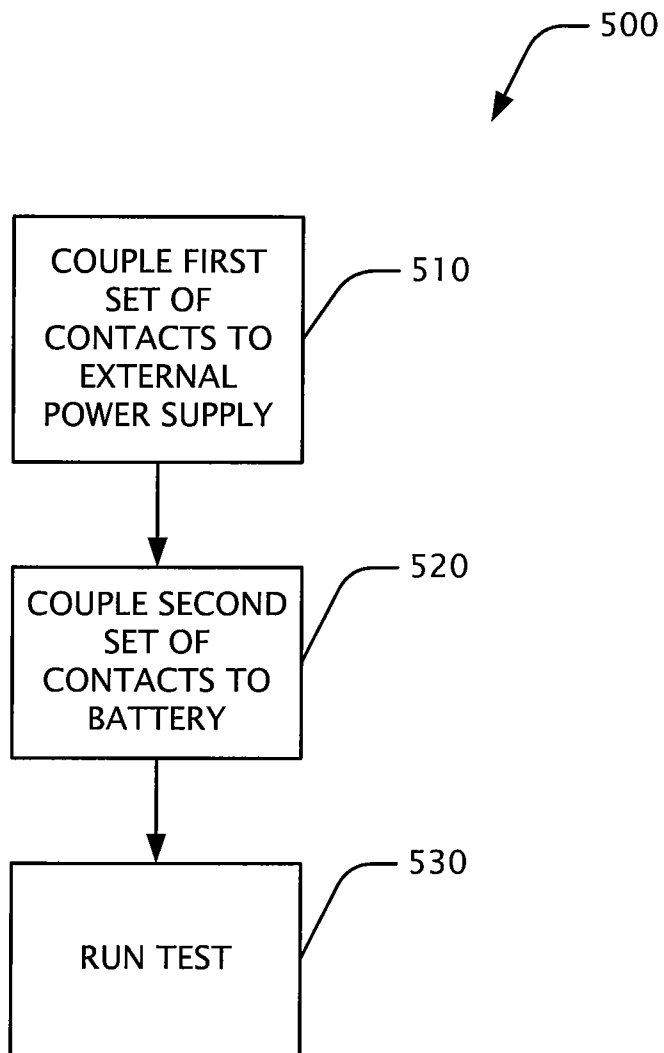 500
COUPLE FIRST
SET OF
CONTACTS TO
EXTERNAL
POWER SUPPLY
510
COUPLE SECOND
SET OF
CONTACTS TO
BATTERY
520
RUN TEST
530